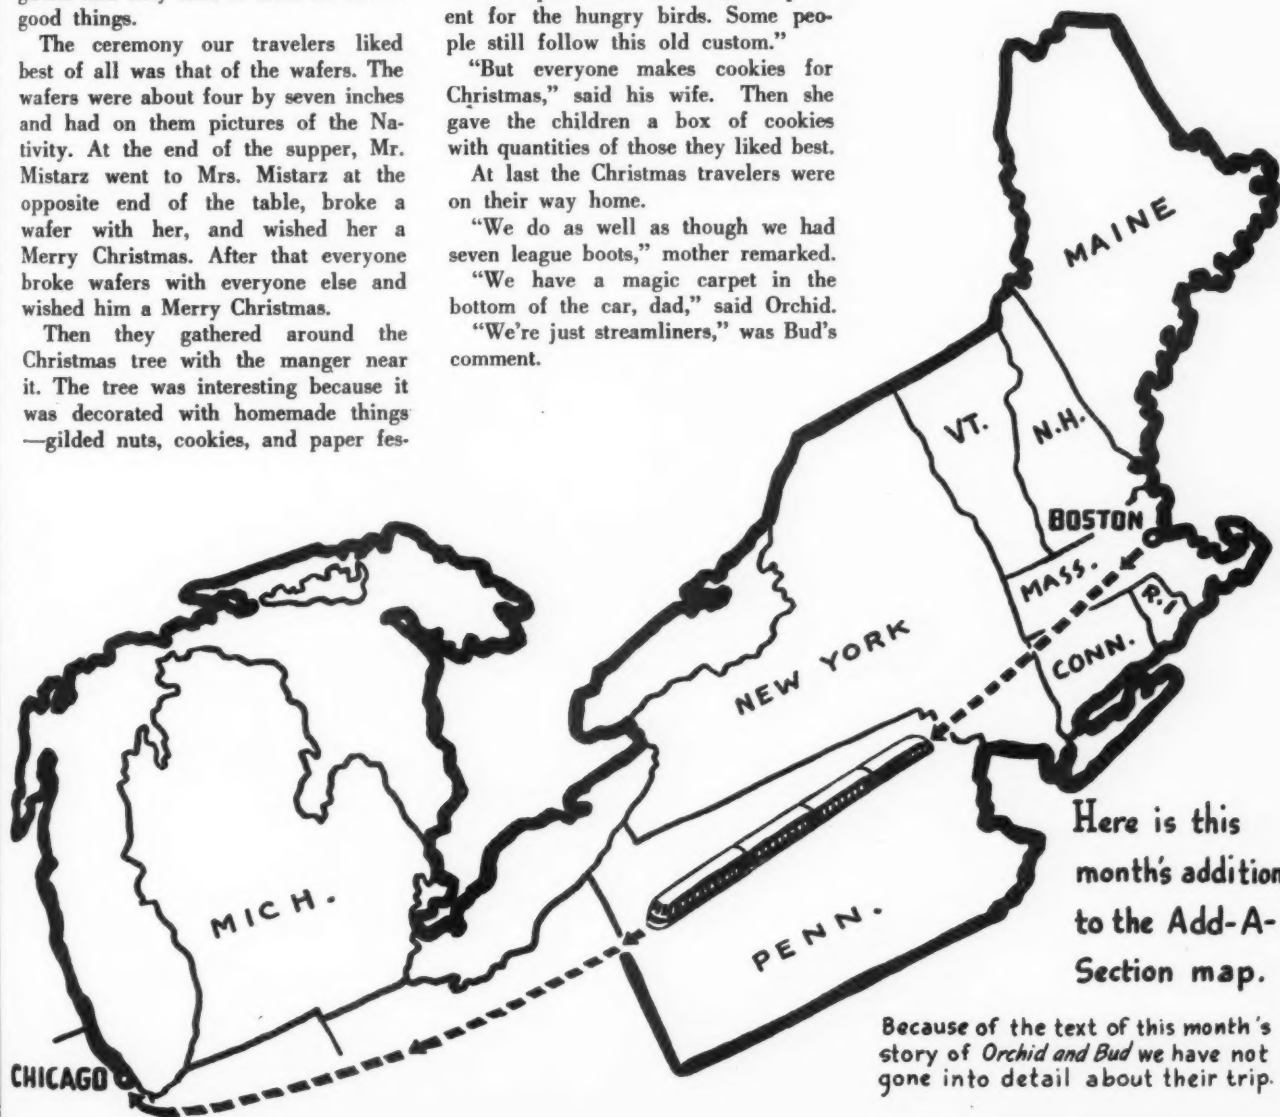 good things.
The ceremony our travelers liked
best of all was that of the wafers. The
wafers were about four by seven inches
and had on them pictures of the Na-
tivity. At the end of the supper, Mr.
Mistarz went to Mrs. Mistarz at the
opposite end of the table, broke a
wafer with her, and wished her a
Merry Christmas. After that everyone
broke wafers with everyone else and
wished him a Merry Christmas.
Then they gathered around the
Christmas tree with the manger near
it. The tree was interesting because it
was decorated with homemade things
—gilded nuts, cookies, and paper fes-
ent for the hungry birds. Some peo-
ple still follow this old custom.”
“But everyone makes cookies for
Christmas,” said his wife. Then she
gave the children a box of cookies
with quantities of those they liked best.
At last the Christmas travelers were
on their way home.
“We do as well as though we had
seven league boots,” mother remarked.
“We have a magic carpet in the
bottom of the car, dad,” said Orchid.
“We’re just streamliners,” was Bud’s
comment.
MAINE
VT.
N.H.
BOSTON
MASS.
R.I
CONN.
NEW YORK
MICH.
PENN.
CHICAGO
Here is this
month's addition
to the Add-A-
Section map.
Because of the text of this month's
story of Orchid and Bud we have not
gone into detail about their trip.